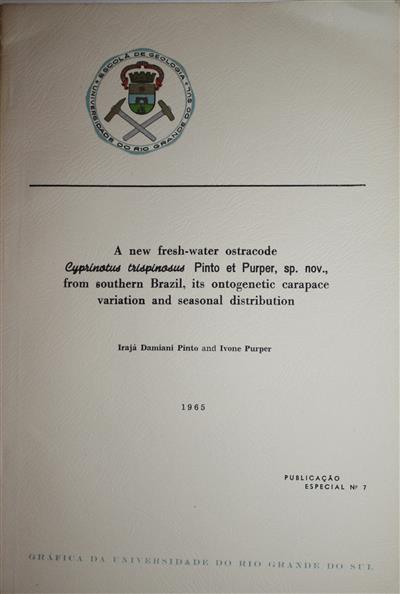 ESCOLA DE GEOLOGIA
UNIVERSIDADE DO RIO GRANDE DO SUL
A new fresh-water ostracode
Cyprinotus trispinosus Pinto et Purper, sp. nov.,
from southern Brazil, its ontogenetic carapace
variation and seasonal distribution
Irajá Damiani Pinto and Ivone Purper
1965
PUBLICAÇÃO
ESPECIAL Nº 7
GRÁFICA DA UNIVERSIDADE DO RIO GRANDE DO SUL